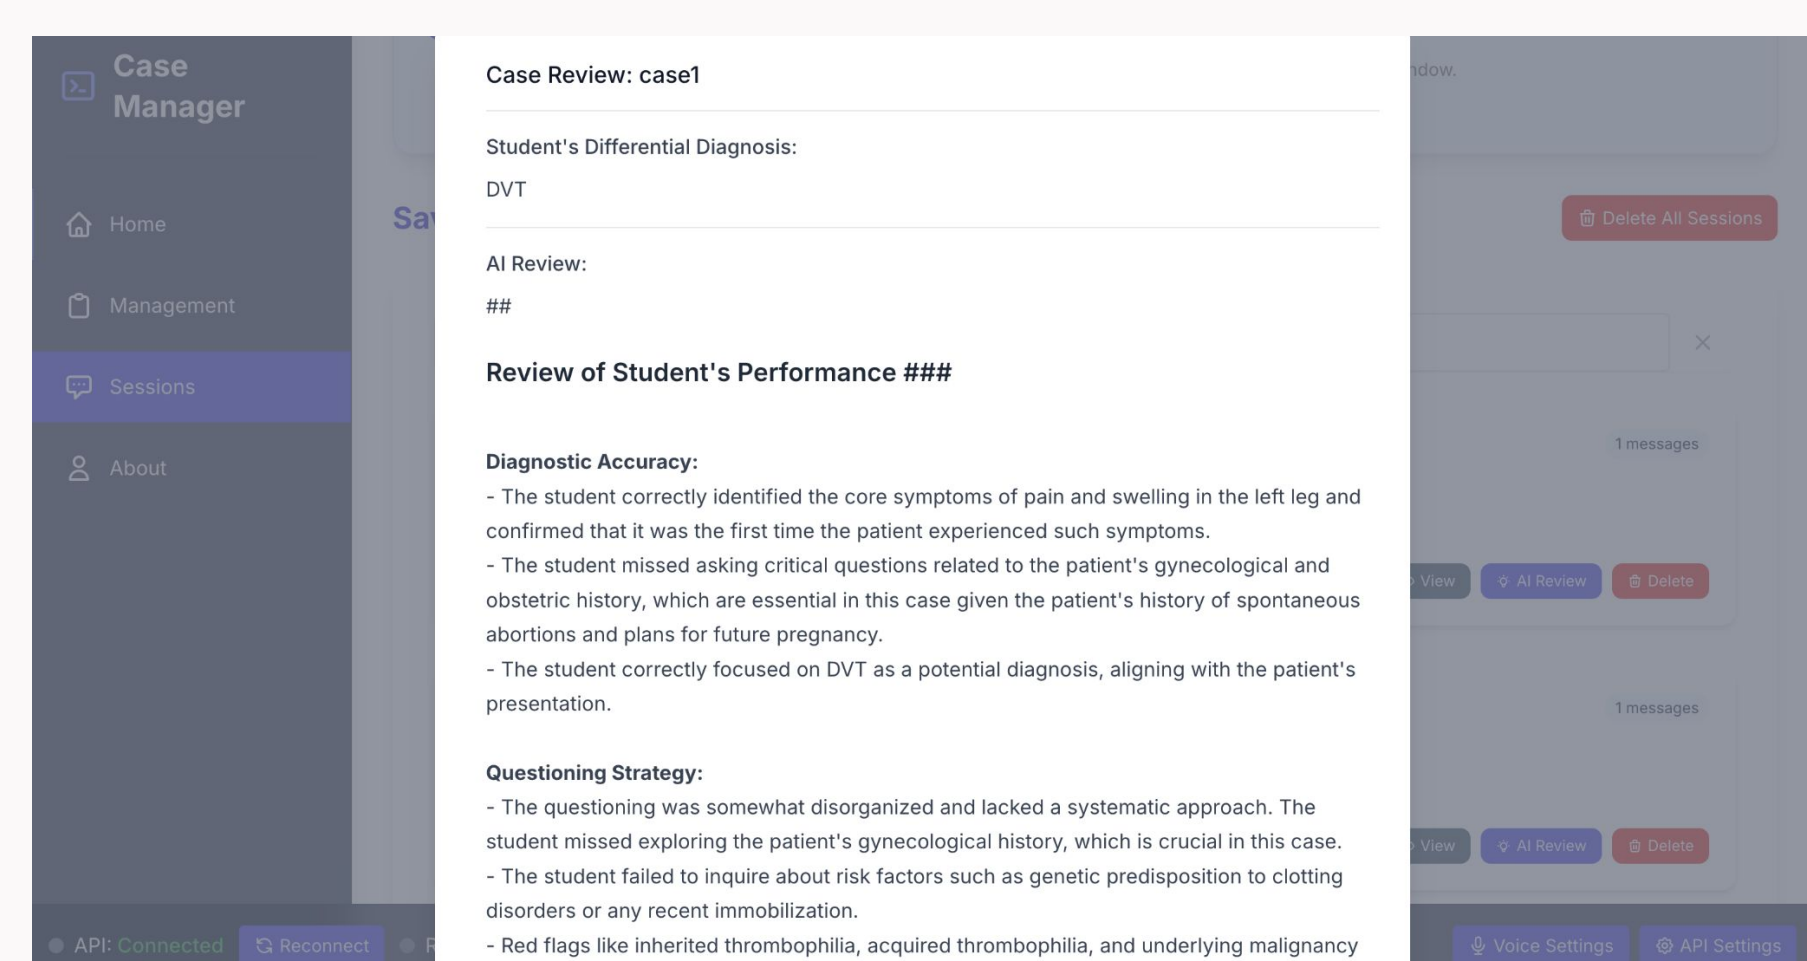 Case
Manager
Home
Management
Sessions
About
Case Review: case1
Student's Differential Diagnosis:
DVT
AI Review:
##
Review of Student's Performance ###
Diagnostic Accuracy:
- The student correctly identified the core symptoms of pain and swelling in the left leg and
confirmed that it was the first time the patient experienced such symptoms.
- The student missed asking critical questions related to the patient's gynecological and
obstetric history, which are essential in this case given the patient's history of spontaneous
abortions and plans for future pregnancy.
- The student correctly focused on DVT as a potential diagnosis, aligning with the patient's
presentation.
Questioning Strategy:
- The questioning was somewhat disorganized and lacked a systematic approach. The
student missed exploring the patient's gynecological history, which is crucial in this case.
- The student failed to inquire about risk factors such as genetic predisposition to clotting
disorders or any recent immobilization.
- Red flags like inherited thrombophilia, acquired thrombophilia, and underlying malignancy
Delete All Sessions
1 messages
View
AI Review
Delete
1 messages
View
AI Review
Delete
API: Connected
Reconnect
Voice Settings
API Settings